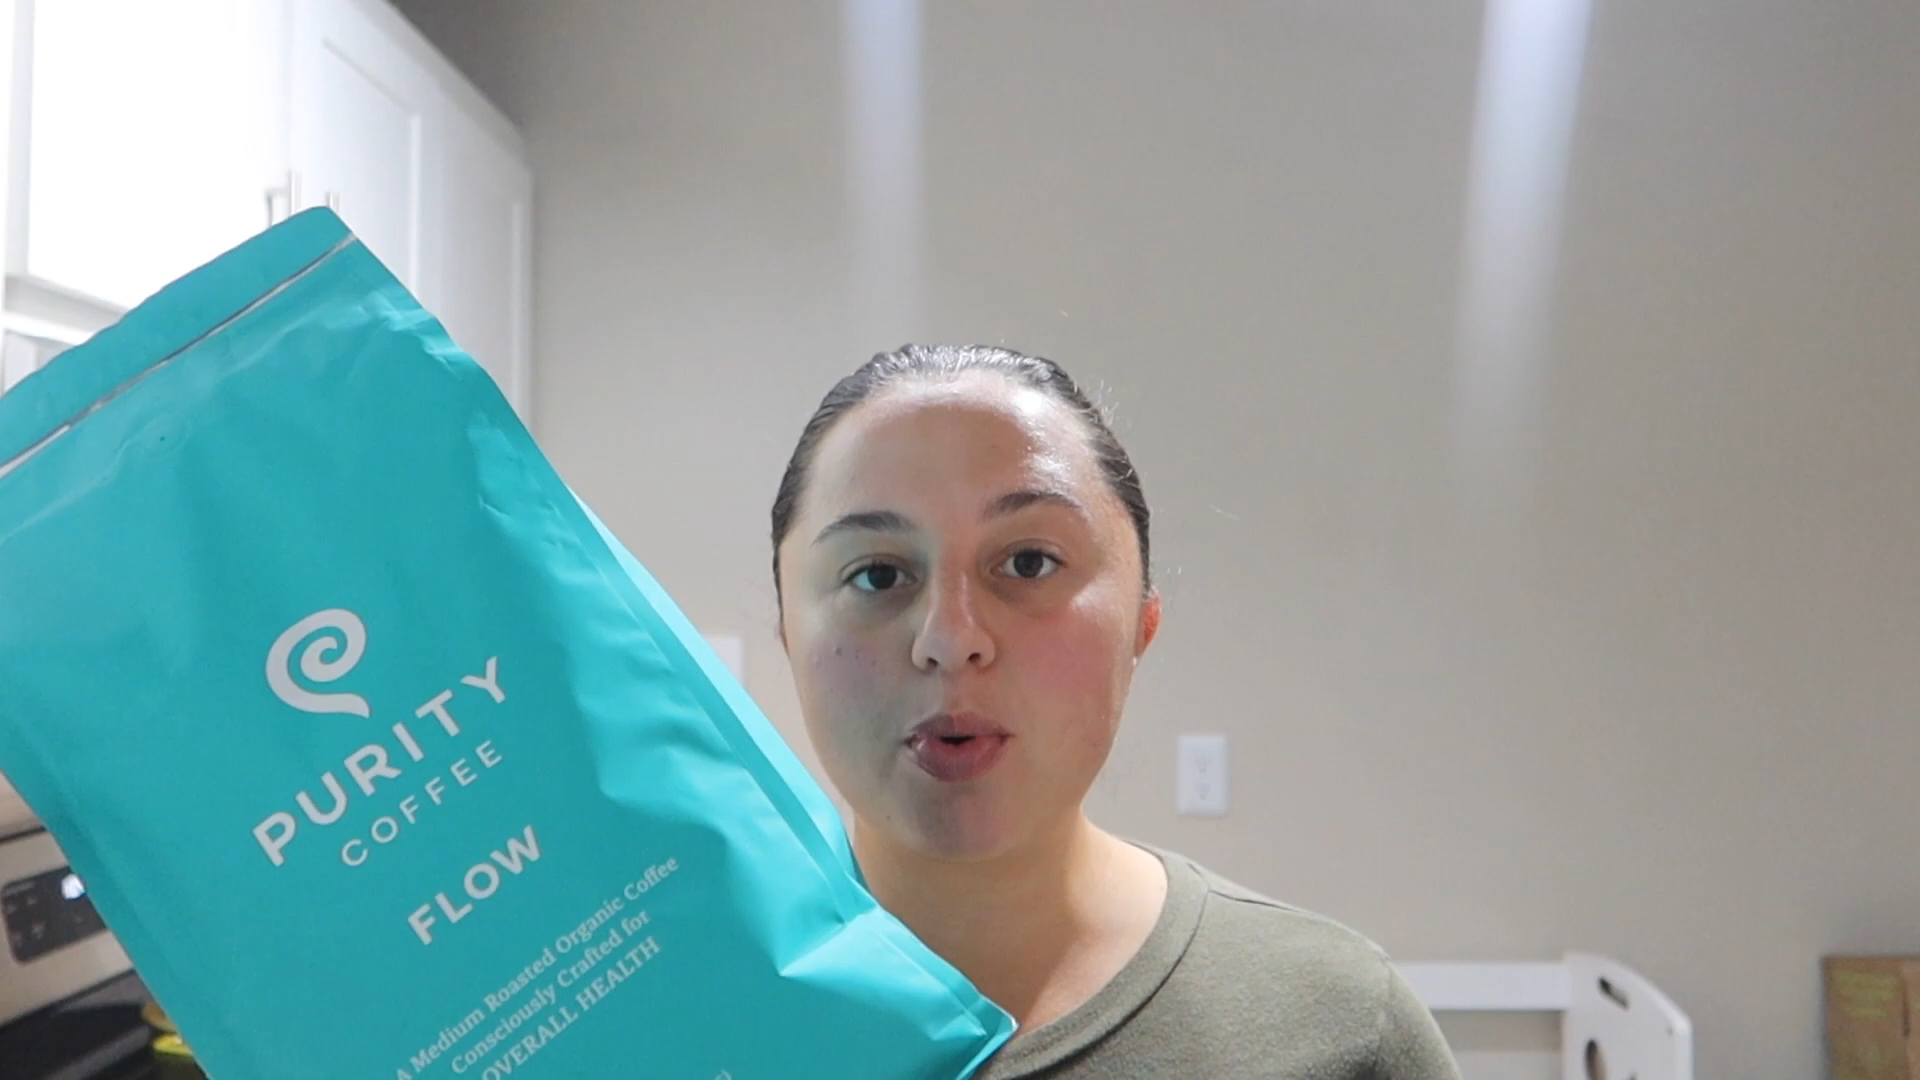 PURITY
COFFEE
FLOW
A Medium Roasted Organic Coffee
Consciously Crafted for
OVERALL HEALTH